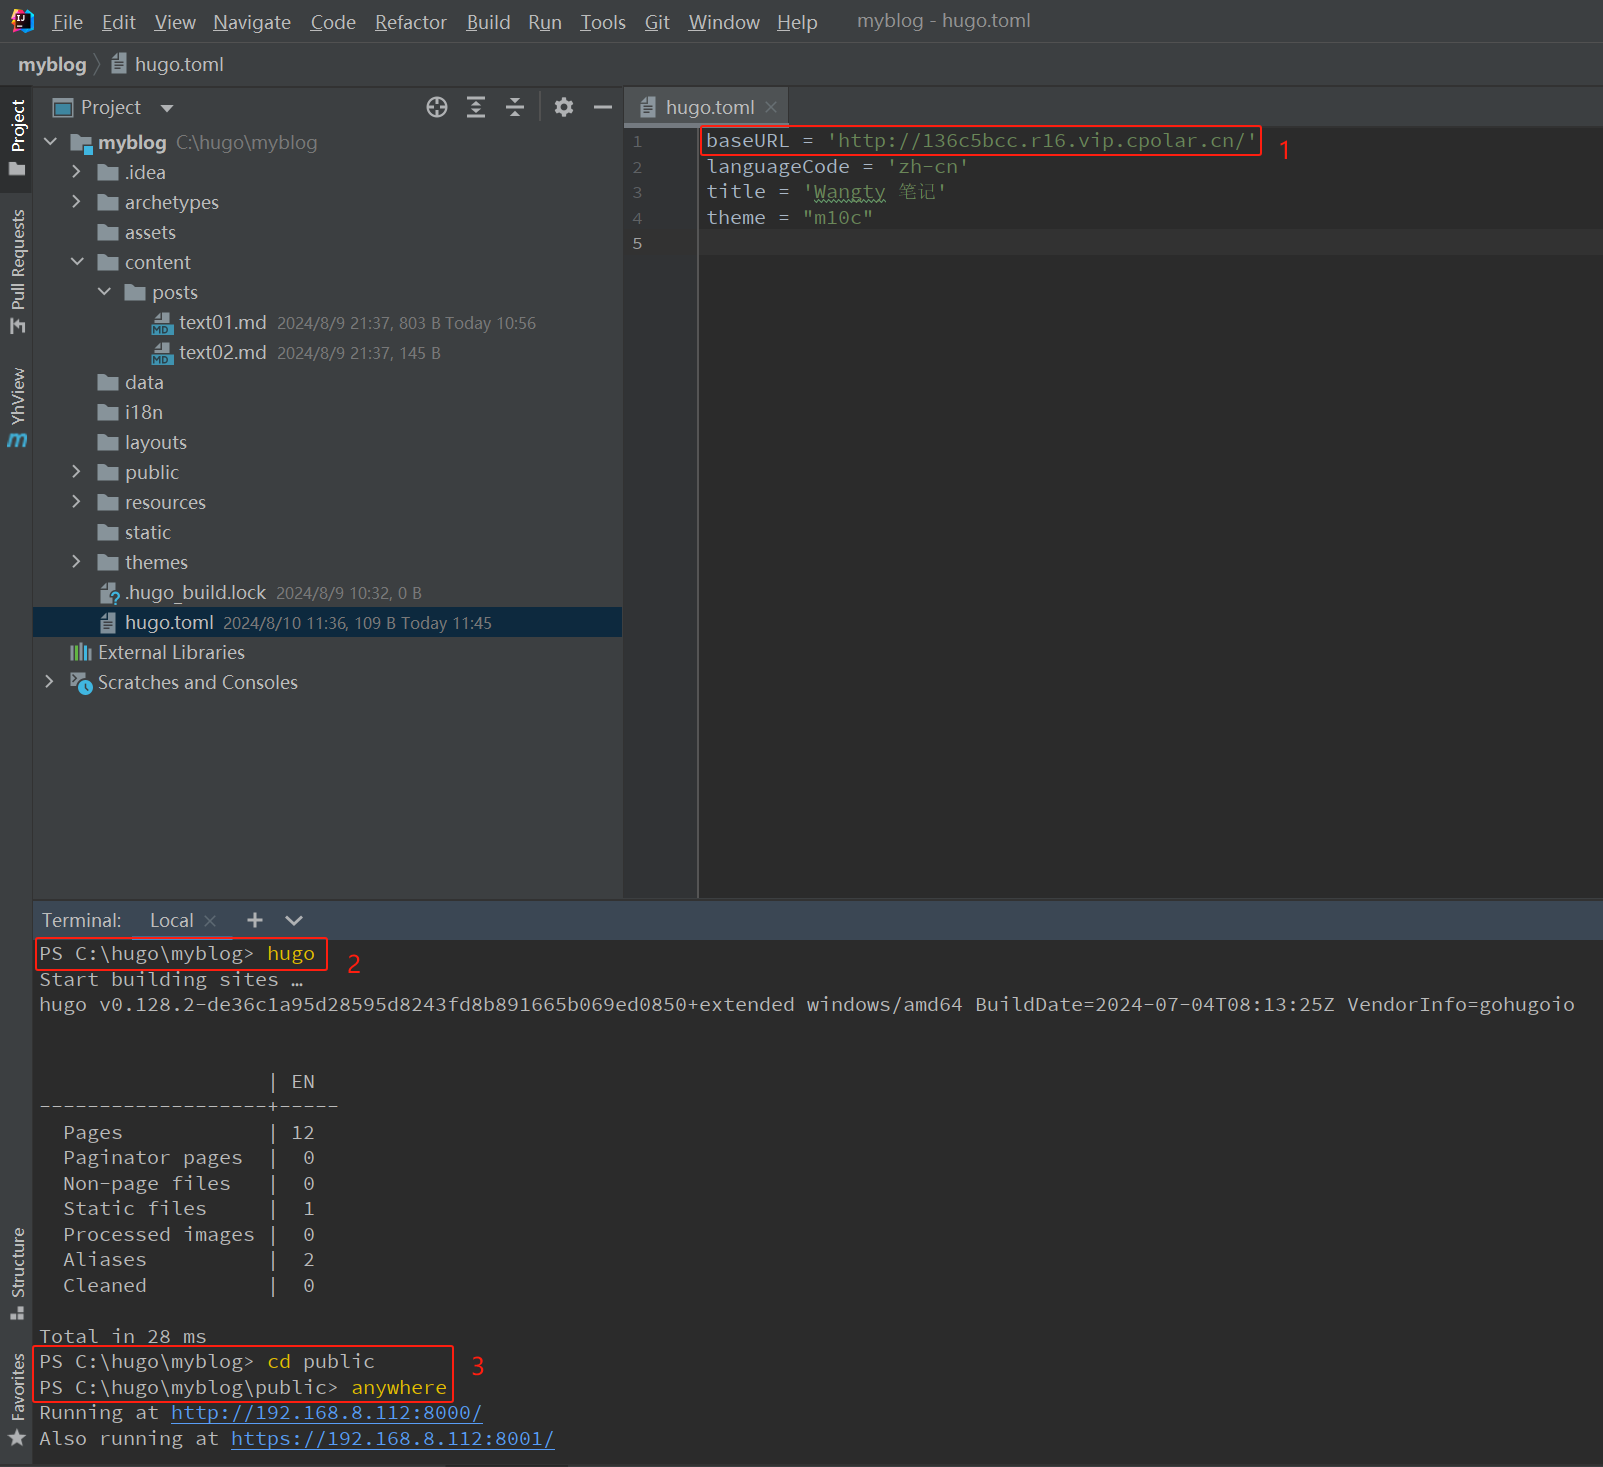 File Edit View Navigate Code Refactor Build Run Tools Git Window Help myblog - hugo.toml
myblog hugo.toml
Project
Pull Requests
YhView
Structure
Favorites
Project
myblog C:\hugo\myblog
.idea
archetypes
assets
content
posts
text01.md 2024/8/9 21:37, 803 B Today 10:56
text02.md 2024/8/9 21:37, 145 B
data
i18n
layouts
public
resources
static
themes
.hugo_build.lock 2024/8/9 10:32, 0 B
hugo.toml 2024/8/10 11:36, 109 B Today 11:45
External Libraries
Scratches and Consoles
hugo.toml
1 baseURL = 'http://136c5bcc.r16.vip.cpolar.cn/' 1
2 languageCode = 'zh-cn'
3 title = 'Wangty 笔记'
4 theme = "m10c"
5
Terminal: Local
PS C:\hugo\myblog> hugo 2
Start building sites …
hugo v0.128.2-de36c1a95d28595d8243fd8b891665b069ed0850+extended windows/amd64 BuildDate=2024-07-04T08:13:25Z VendorInfo=gohugoio
| EN
-------------------+-----
Pages | 12
Paginator pages | 0
Non-page files | 0
Static files | 1
Processed images | 0
Aliases | 2
Cleaned | 0
Total in 28 ms
PS C:\hugo\myblog> cd public 3
PS C:\hugo\myblog\public> anywhere
Running at http://192.168.8.112:8000/
Also running at https://192.168.8.112:8001/